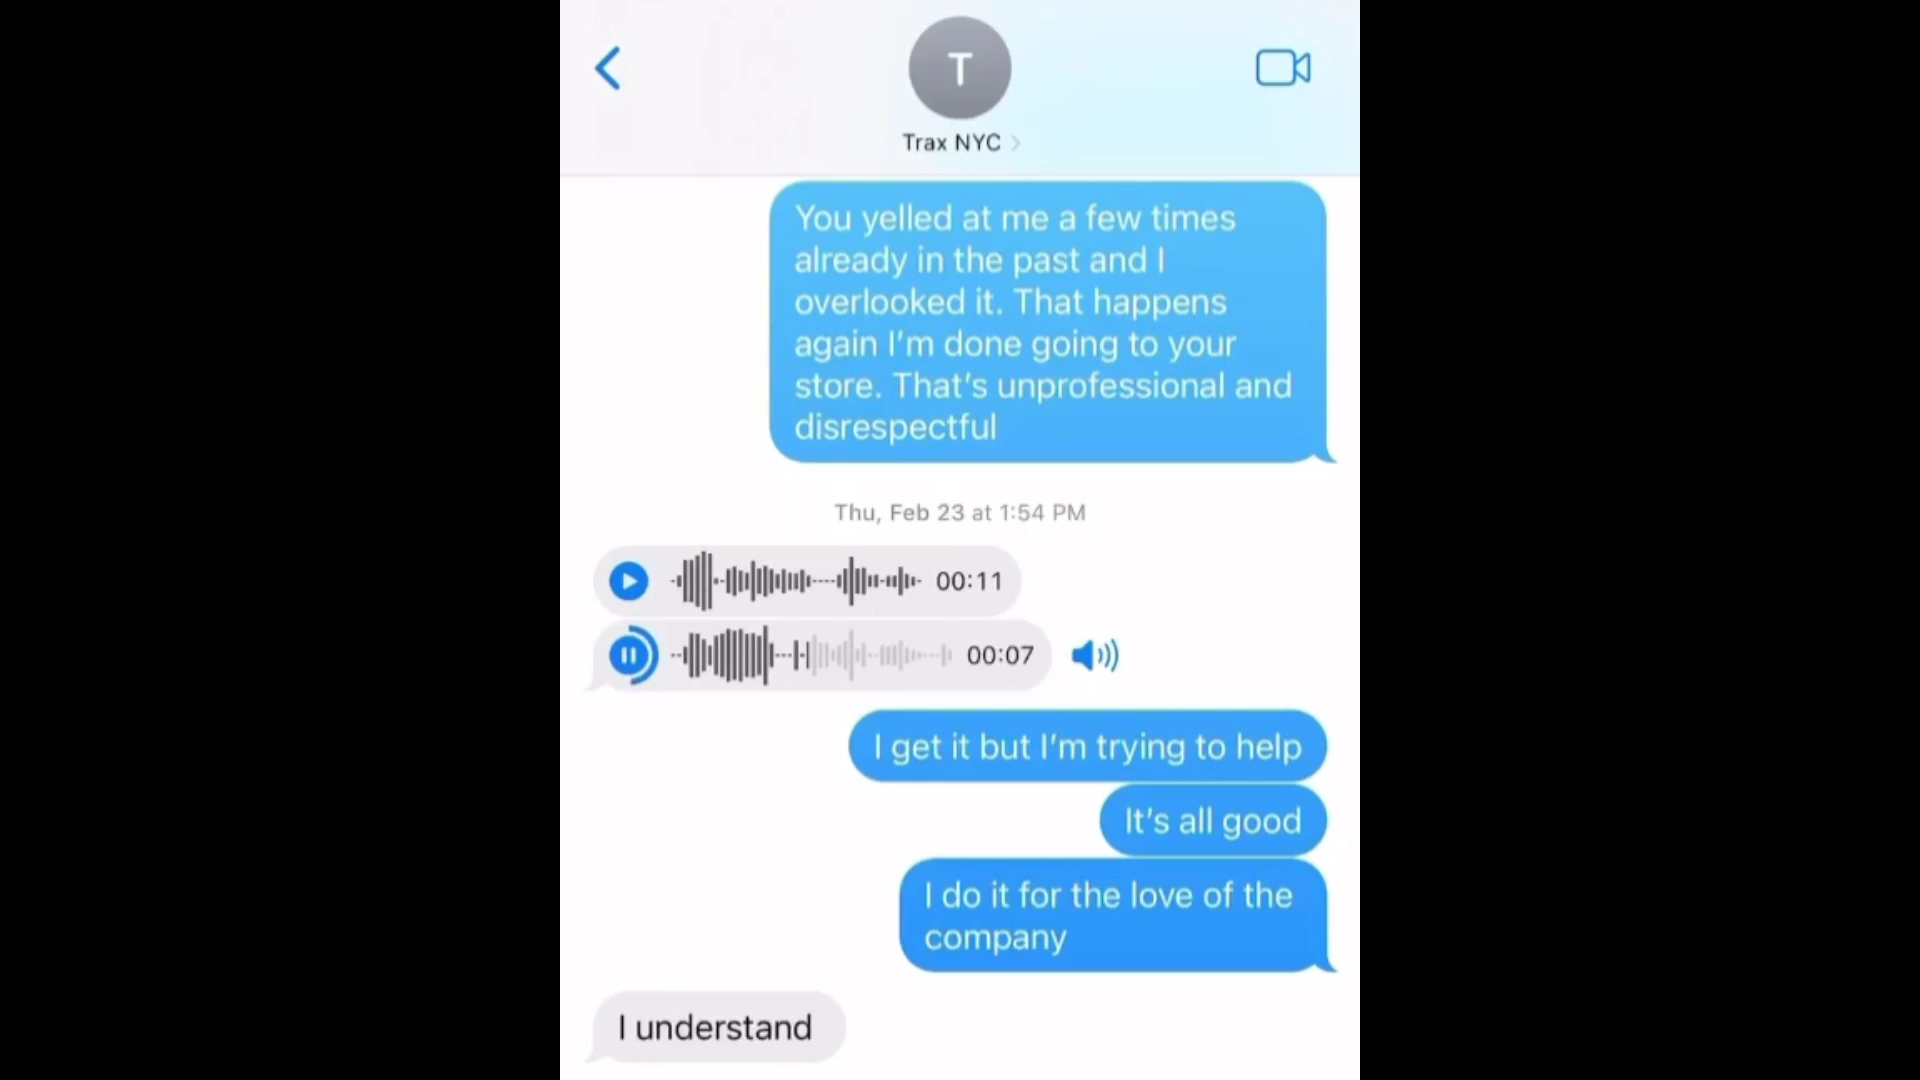 T
Trax NYC
You yelled at me a few times
already in the past and I
overlooked it. That happens
again I'm done going to your
store. That's unprofessional and
disrespectful
Thu, Feb 23 at 1:54 PM
00:11
00:07
I get it but I'm trying to help
It's all good
I do it for the love of the
company
I understand